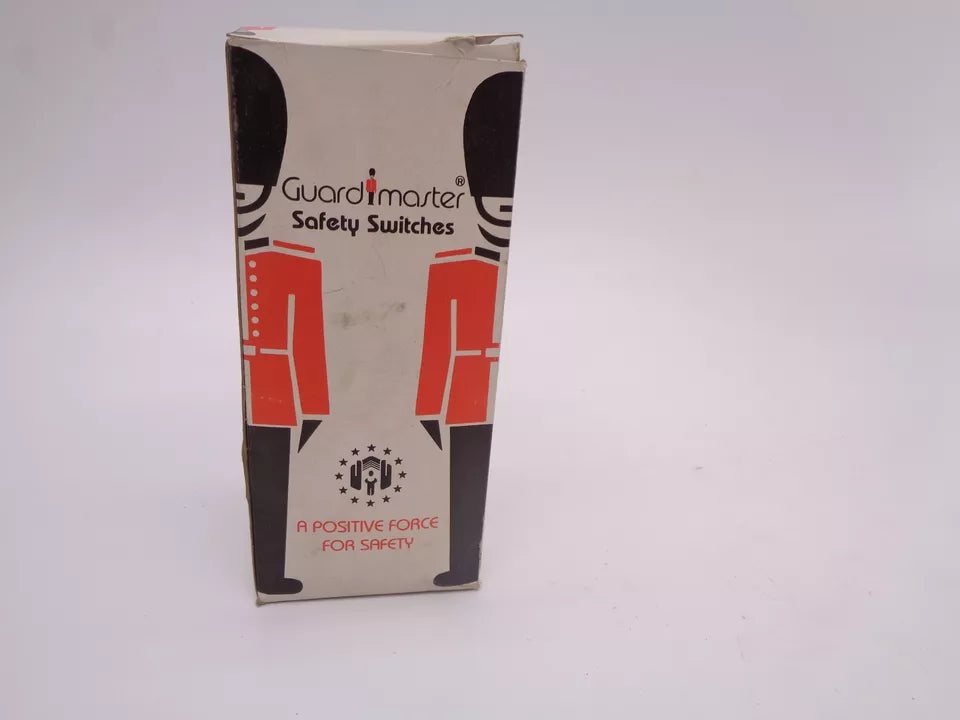 Guardmaster®
Safety Switches
A POSITIVE FORCE
FOR SAFETY